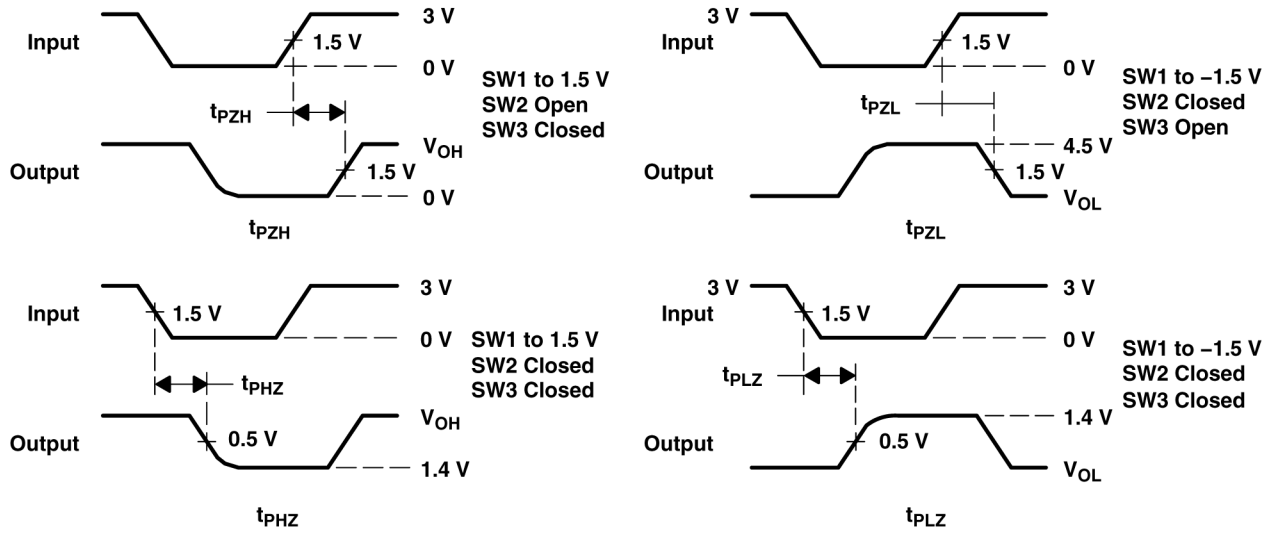 Input
3 V
1.5 V
0 V
SW1 to 1.5 V
SW2 Open
SW3 Closed
tPZH
Output
VOH
1.5 V
0 V
tPZH
3 V
Input
1.5 V
0 V
SW1 to −1.5 V
SW2 Closed
SW3 Open
tPZL
Output
4.5 V
1.5 V
VOL
tPZL
Input
3 V
1.5 V
0 V
SW1 to 1.5 V
SW2 Closed
SW3 Closed
tPHZ
Output
VOH
0.5 V
1.4 V
tPHZ
3 V
Input
3 V
1.5 V
0 V
SW1 to −1.5 V
SW2 Closed
SW3 Closed
tPLZ
Output
1.4 V
0.5 V
VOL
tPLZ